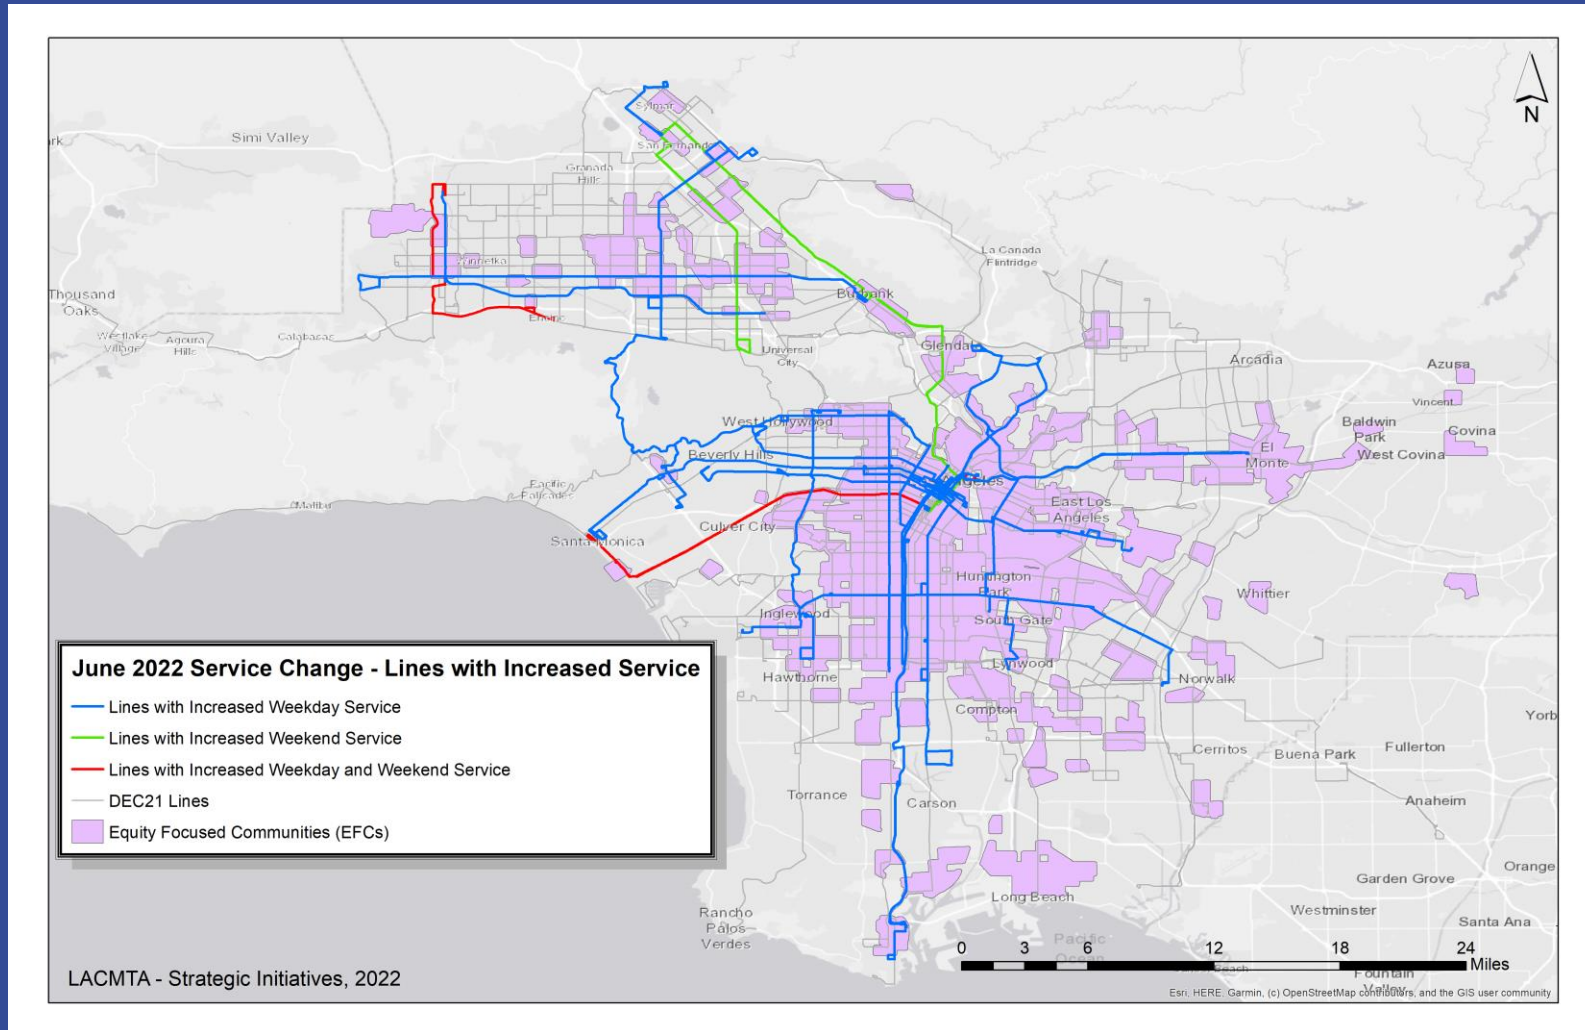 N
Sylmar
Simi Valley
San Fernando
Granada
Hills
La Canada
Flintridge
Winnetka
Thousand
Oaks
Burbank
Westlake
Village
Agoura
Hills
Calabasas
Encino
Universal
City
Glendale
Arcadia
Azusa
Vincent
West Hollywood
Baldwin
Park
Covina
Beverly Hills
El
Monte
West Covina
Pacific
Palisades
Malibu
Angeles
East Los
Angeles
Culver City
Santa Monica
Huntington
Park
Whittier
Inglewood
South Gate
Lynwood
Hawthorne
Norwalk
Compton
Yorb
Cerritos
Buena Park
Fullerton
Torrance
Carson
Anaheim
Orange
Garden Grove
Long Beach
Westminster
Santa Ana
Rancho
Palos
Verdes
Pacific
Ocean
Fountain
Valley
June 2022 Service Change - Lines with Increased Service
Lines with Increased Weekday Service
Lines with Increased Weekend Service
Lines with Increased Weekday and Weekend Service
DEC21 Lines
Equity Focused Communities (EFCs)
0 3 6 12 18 24
Miles
LACMTA - Strategic Initiatives, 2022
Esri, HERE, Garmin, (c) OpenStreetMap contributors, and the GIS user community